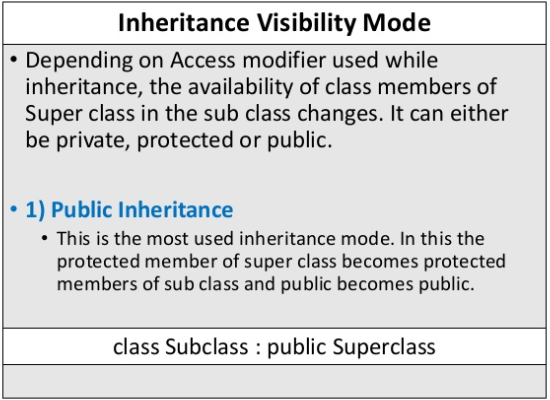 Inheritance Visibility Mode
• Depending on Access modifier used while
inheritance, the availability of class members of
Super class in the sub class changes. It can either
be private, protected or public.
• 1) Public Inheritance
• This is the most used inheritance mode. In this the
protected member of super class becomes protected
members of sub class and public becomes public.
class Subclass : public Superclass